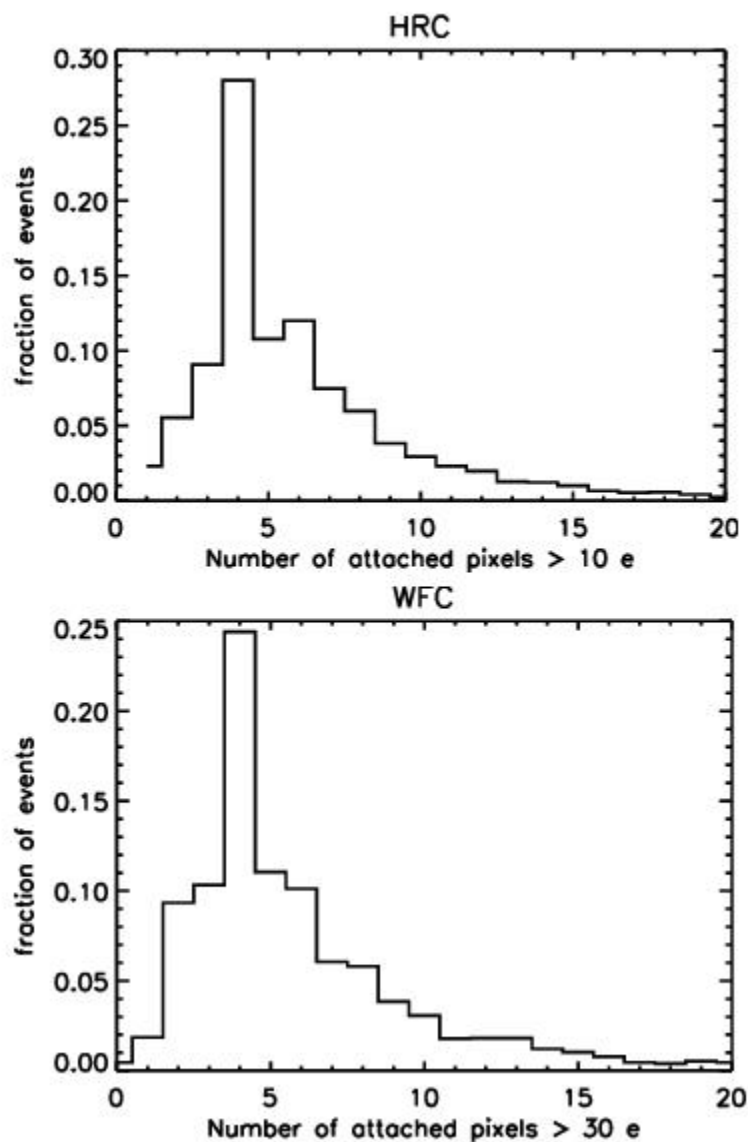 HRC
0.30
0.25
0.20
0.15
0.10
0.05
0.00
fraction of events
0 5 10 15 20
Number of attached pixels > 10 e
WFC
0.25
0.20
0.15
0.10
0.05
0.00
fraction of events
0 5 10 15 20
Number of attached pixels > 30 e